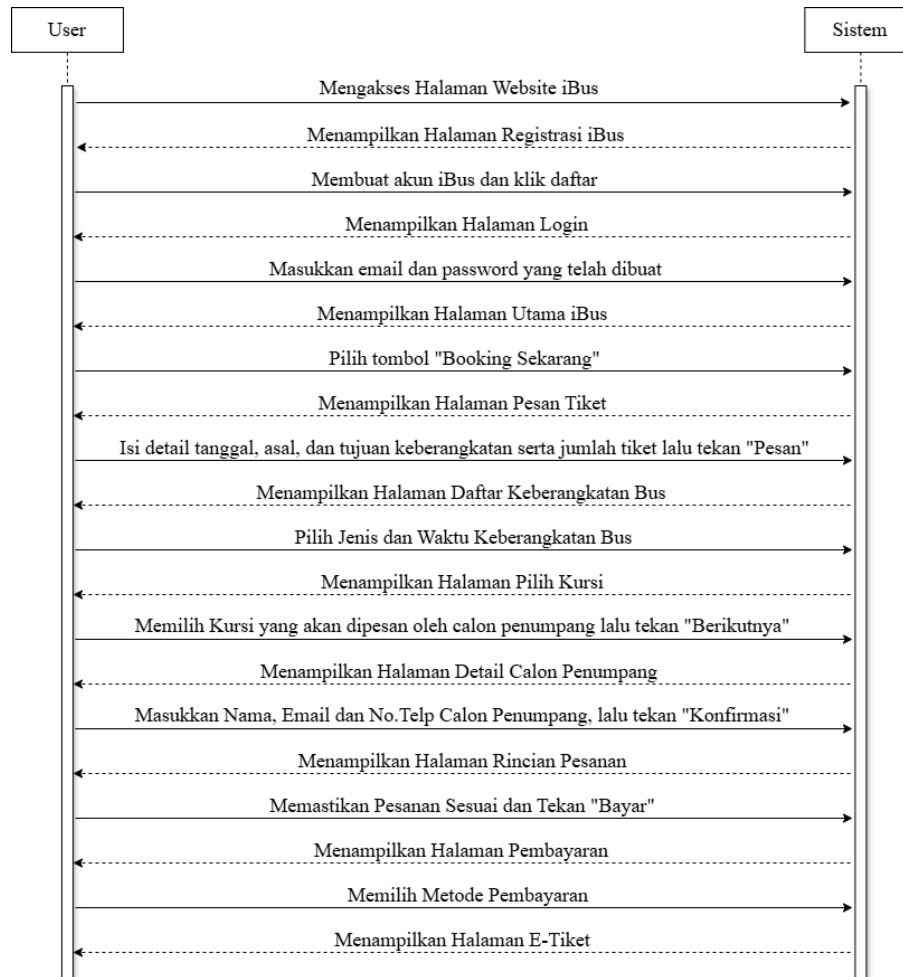 User
Sistem
Mengakses Halaman Website iBus
Menampilkan Halaman Registrasi iBus
Membuat akun iBus dan klik daftar
Menampilkan Halaman Login
Masukkan email dan password yang telah dibuat
Menampilkan Halaman Utama iBus
Pilih tombol "Booking Sekarang"
Menampilkan Halaman Pesan Tiket
Isi detail tanggal, asal, dan tujuan keberangkatan serta jumlah tiket lalu tekan "Pesan"
Menampilkan Halaman Daftar Keberangkatan Bus
Pilih Jenis dan Waktu Keberangkatan Bus
Menampilkan Halaman Pilih Kursi
Memilih Kursi yang akan dipesan oleh calon penumpang lalu tekan "Berikutnya"
Menampilkan Halaman Detail Calon Penumpang
Masukkan Nama, Email dan No.Telp Calon Penumpang, lalu tekan "Konfirmasi"
Menampilkan Halaman Rincian Pesanan
Memastikan Pesanan Sesuai dan Tekan "Bayar"
Menampilkan Halaman Pembayaran
Memilih Metode Pembayaran
Menampilkan Halaman E-Tiket